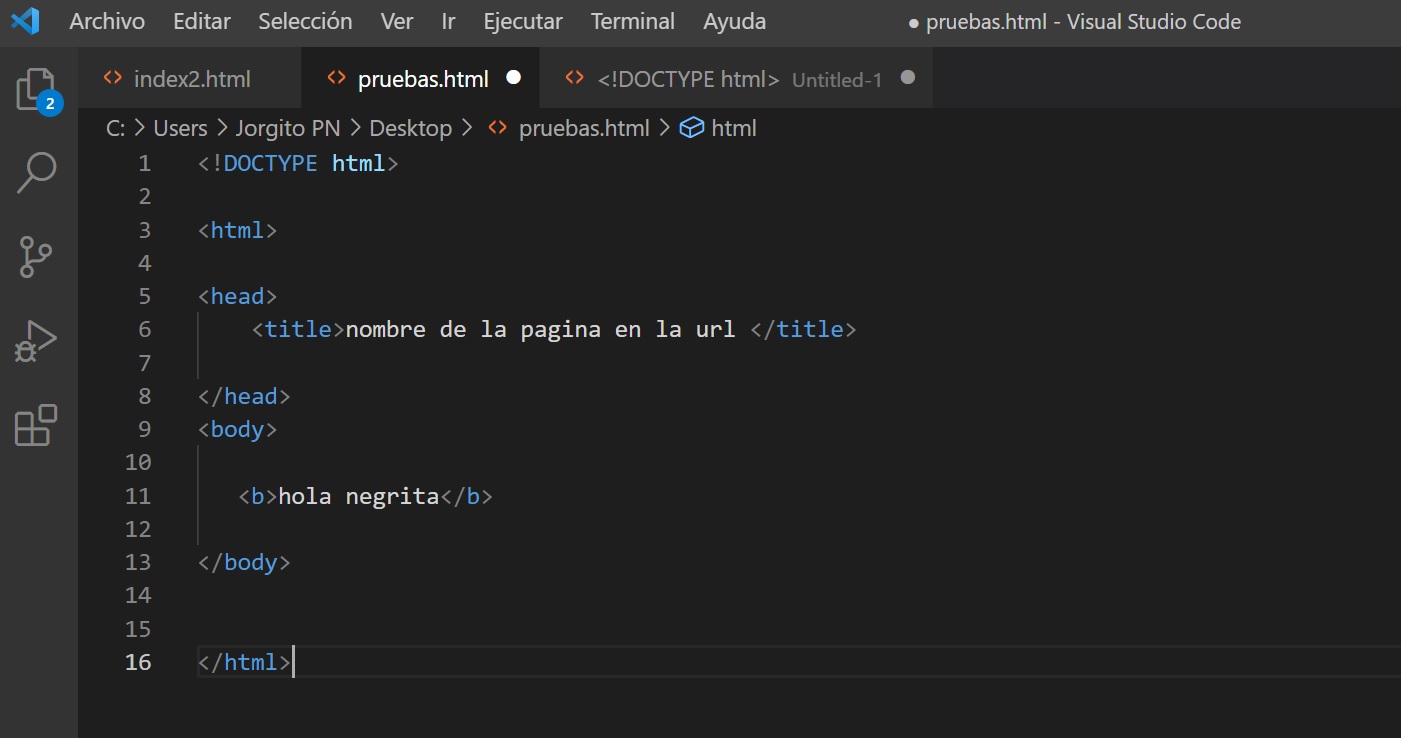 Archivo Editar Selección Ver Ir Ejecutar Terminal Ayuda ● pruebas.html - Visual Studio Code
index2.html pruebas.html ● <!DOCTYPE html> Untitled-1 ●
2
C: > Users > Jorgito PN > Desktop > <> pruebas.html > html
1 <!DOCTYPE html>
2
3 <html>
4
5 <head>
6 <title>nombre de la pagina en la url </title>
7
8 </head>
9 <body>
10
11 <b>hola negrita</b>
12
13 </body>
14
15
16 </html>